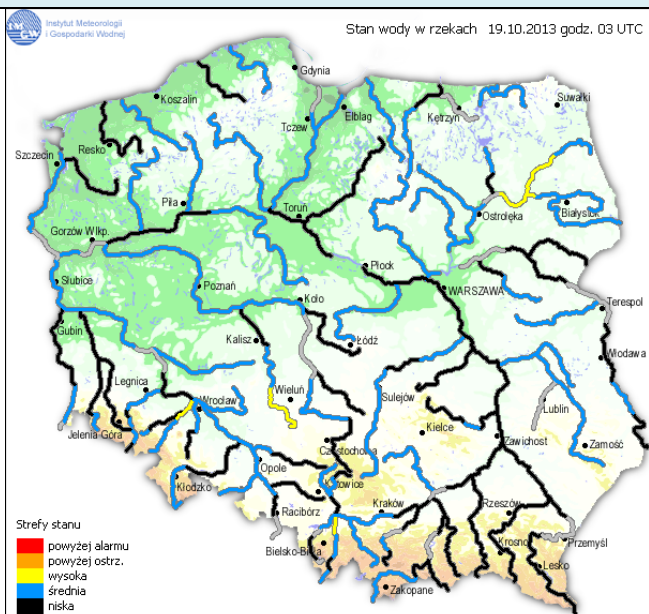 Instytut Meteorologii
i Gospodarki Wodnej
Stan wody w rzekach 19.10.2013 godz. 03 UTC
Gdynia
Koszalin
Suwałki
Tczew
Elbląg
Kętrzyn
Resko
Szczecin
Piła
Toruń
Ostrołęka
Białystok
Gorzów Wlkp.
Płock
Słubice
Poznań
Koło
WARSZAWA
Terespol
Gubin
Kalisz
Łódź
Włodawa
Legnica
Wieluń
Sulejów
Wrocław
Lublin
Jelenia Góra
Kielce
Częstochowa
Zawichost
Zamość
Opole
Kłodzko
Katowice
Racibórz
Kraków
Rzeszów
Bielsko-Biała
Krosno
Przemyśl
Lesko
Zakopane
Strefy stanu
powyżej alarmu
powyżej ostrz.
wysoka
średnia
niska